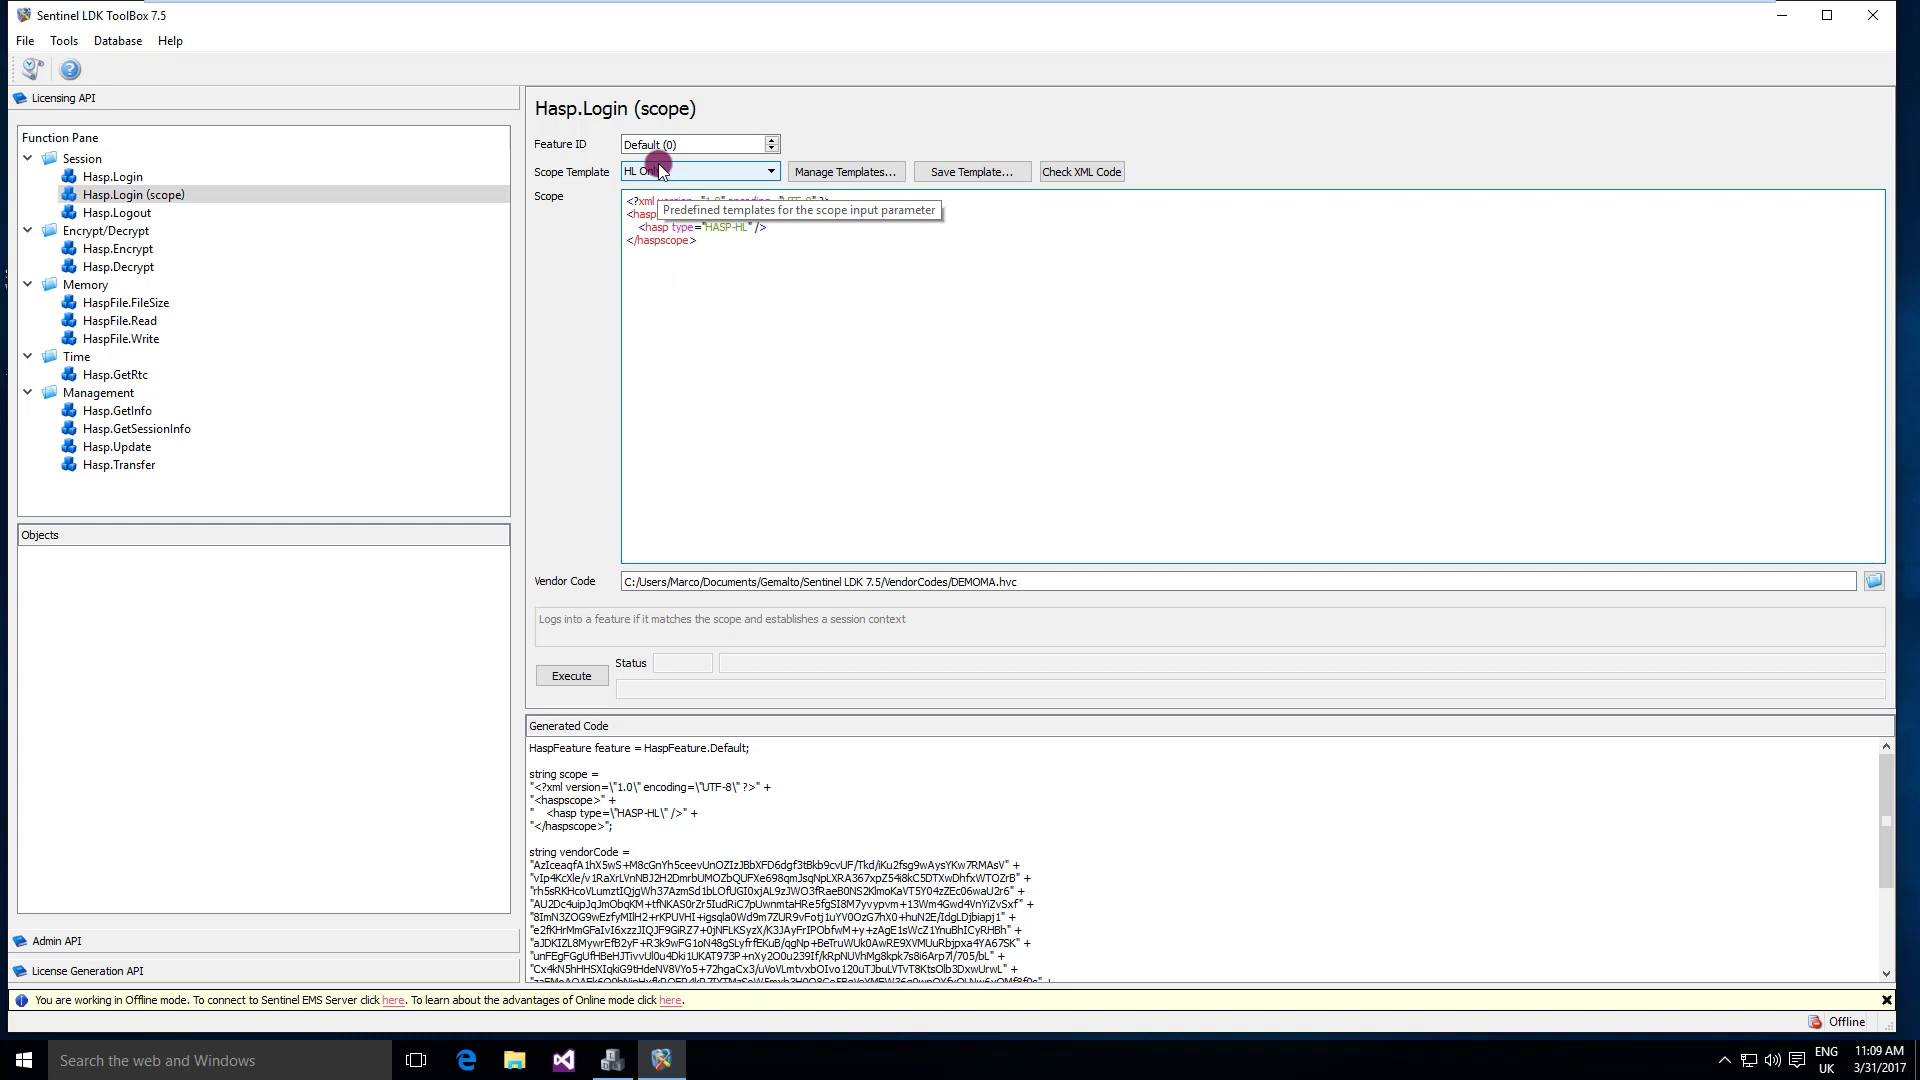 Sentinel LDK ToolBox 7.5
File Tools Database Help
Licensing API
Function Pane
Session
Hasp.Login
Hasp.Login (scope)
Hasp.Logout
Encrypt/Decrypt
Hasp.Encrypt
Hasp.Decrypt
Memory
HaspFile.FileSize
HaspFile.Read
HaspFile.Write
Time
Hasp.GetRtc
Management
Hasp.GetInfo
Hasp.GetSessionInfo
Hasp.Update
Hasp.Transfer
Objects
Admin API
License Generation API
Hasp.Login (scope)
Feature ID Default (0)
Scope Template HL Manage Templates... Save Template... Check XML Code
Scope
<?xml
<hasp
Predefined templates for the scope input parameter
<hasp type="HASP-HL" />
</haspscope>
Vendor Code C:/Users/Marco/Documents/Gemalto/Sentinel LDK 7.5/VendorCodes/DEMOMA.hvc
Logs into a feature if it matches the scope and establishes a session context
Execute Status
Generated Code
HaspFeature feature = HaspFeature.Default;
string scope =
"<?xml version=\"1.0\" encoding=\"UTF-8\" ?>" +
"<haspscope>" +
"    <hasp type=\"HASP-HL\" />" +
"</haspscope>";
string vendorCode =
You are working in Offline mode. To connect to Sentinel EMS Server click here. To learn about the advantages of Online mode click here.
Offline
Search the web and Windows
ENG
UK
11:09 AM
3/31/2017